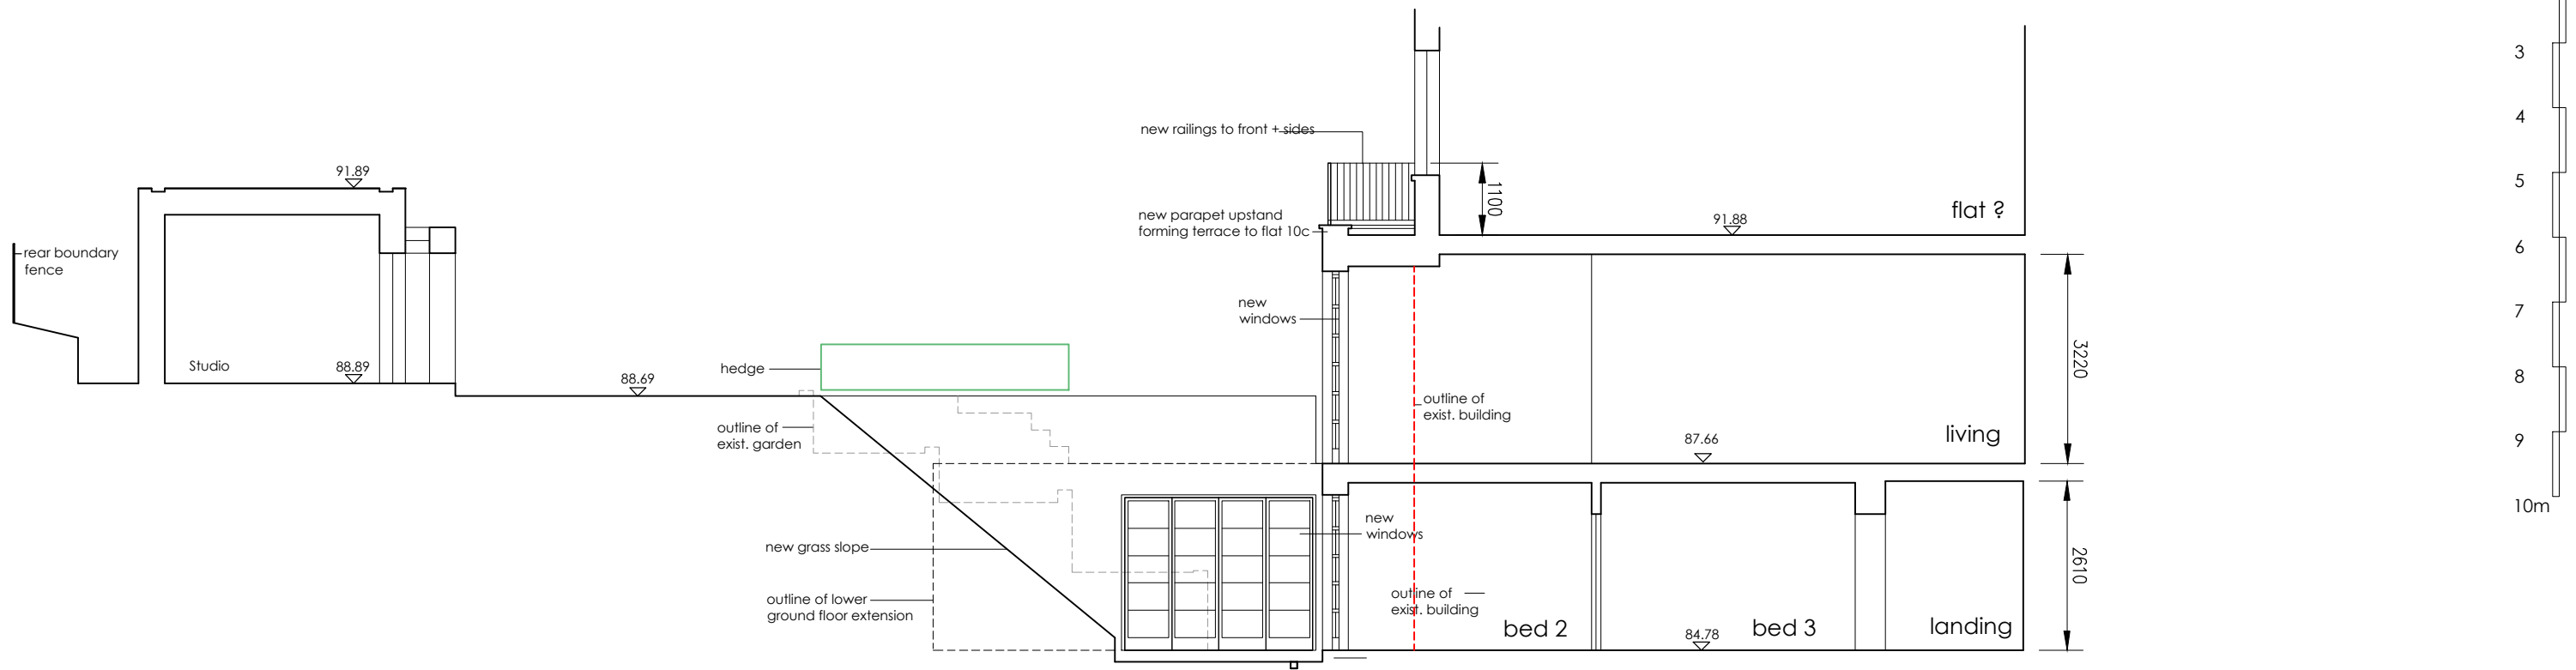 3
4
5
6
7
8
9
10m
new railings to front + sides
91.89
1100
flat ?
new parapet upstand
forming terrace to flat 10c
91.88
rear boundary
fence
new
windows
3220
Studio
88.89
hedge
88.69
outline of
exist. building
outline of
exist. garden
87.66
living
new
windows
new grass slope
2610
outline of lower
ground floor extension
outline of
exist. building
bed 2
84.78
bed 3
landing